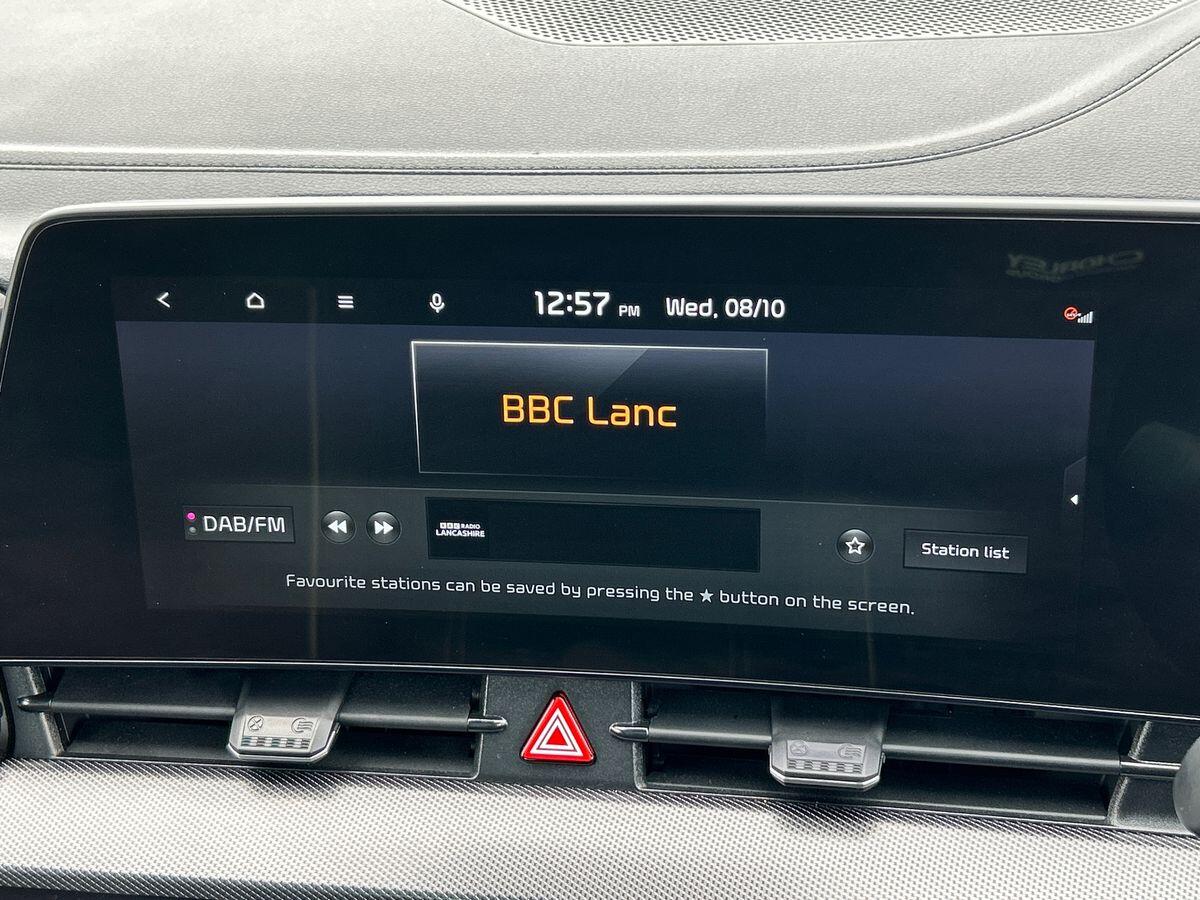 12:57 PM Wed, 08/10
BBC Lanc
DAB/FM
BBC RADIO
LANCASHIRE
Station list
Favourite stations can be saved by pressing the ★ button on the screen.